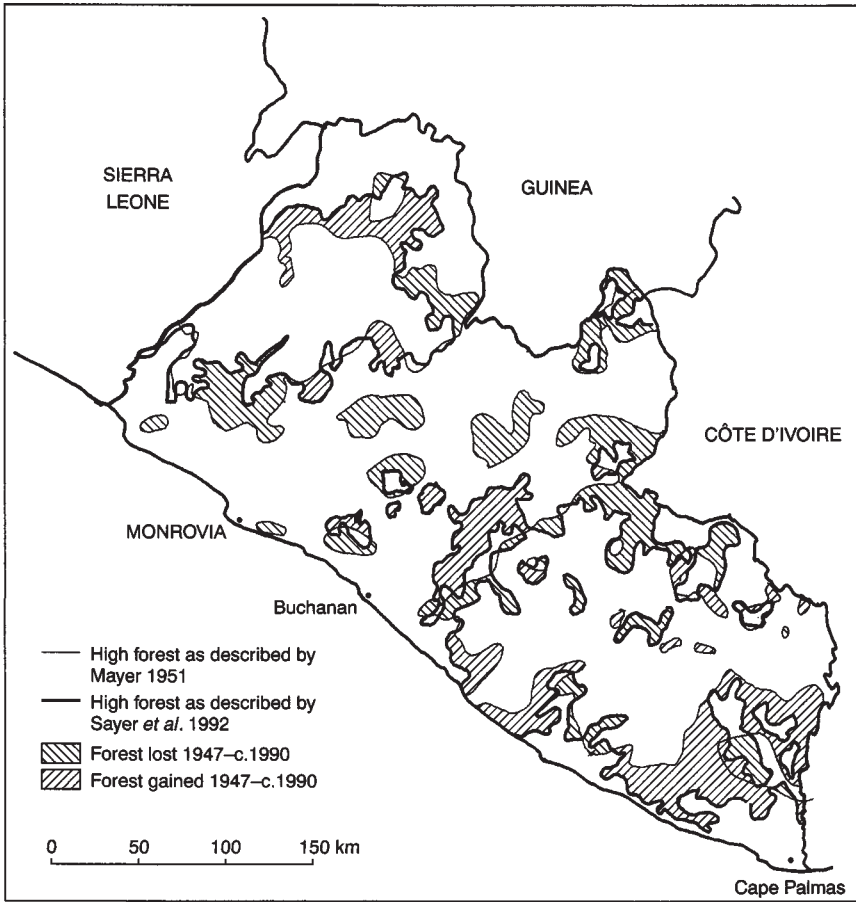 SIERRA
LEONE
GUINEA
CÔTE D'IVOIRE
MONROVIA
Buchanan
High forest as described by
Mayer 1951
High forest as described by
Sayer et al. 1992
Forest lost 1947–c.1990
Forest gained 1947–c.1990
0 50 100 150 km
Cape Palmas